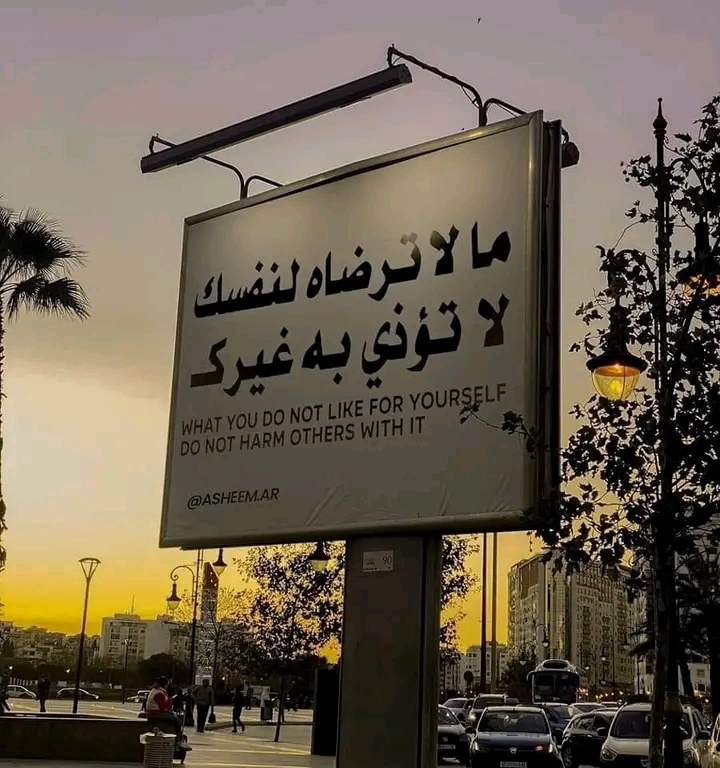 ما لا ترضاه لنفسك
لا تؤذي به غيرك
WHAT YOU DO NOT LIKE FOR YOURSELF
DO NOT HARM OTHERS WITH IT
@ASHEEM.AR
90